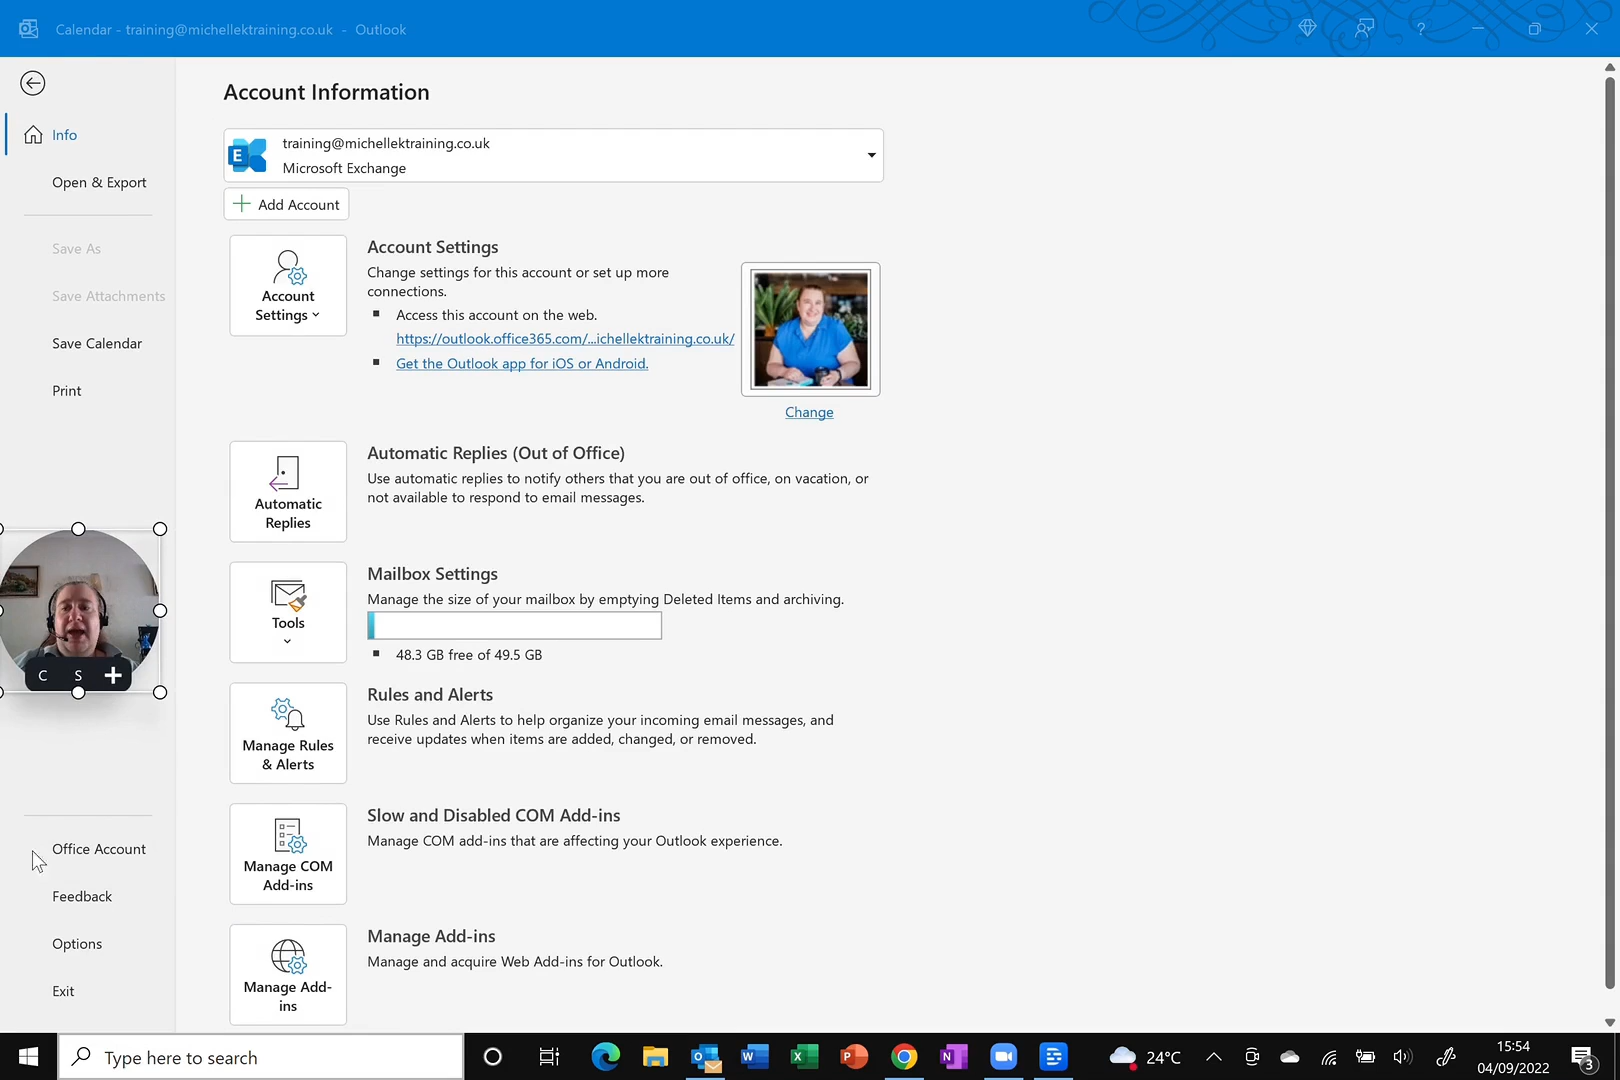 Calendar - training@michellektraining.co.uk - Outlook
?
Account Information
Info
training@michellektraining.co.uk
E
Microsoft Exchange
Open & Export
Add Account
Save As
Account Settings
Change settings for this account or set up more
connections.
Account
Settings
Access this account on the web.
https://outlook.office365.com/...ichellektraining.co.uk/
Get the Outlook app for iOS or Android.
Change
Save Attachments
Save Calendar
Print
Automatic Replies (Out of Office)
Use automatic replies to notify others that you are out of office, on vacation, or
not available to respond to email messages.
Automatic
Replies
Mailbox Settings
Manage the size of your mailbox by emptying Deleted Items and archiving.
Tools
48.3 GB free of 49.5 GB
C S
Rules and Alerts
Use Rules and Alerts to help organize your incoming email messages, and
receive updates when items are added, changed, or removed.
Manage Rules
& Alerts
Slow and Disabled COM Add-ins
Manage COM add-ins that are affecting your Outlook experience.
Manage COM
Add-ins
Office Account
Feedback
Options
Exit
Manage Add-ins
Manage and acquire Web Add-ins for Outlook.
Manage Add-
ins
Type here to search
O
W
X
P
N
24°C
15:54
04/09/2022
3